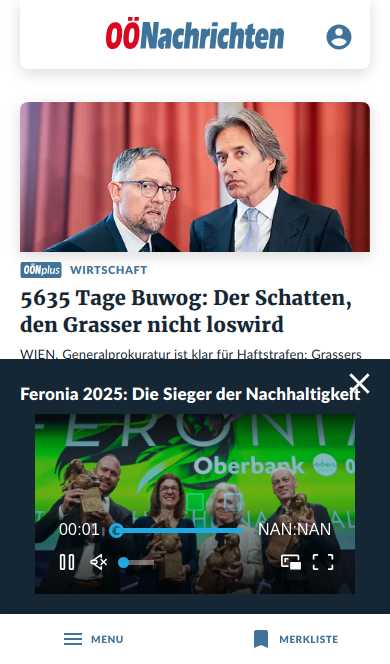 OÖNachrichten
OÖNplus WIRTSCHAFT
5635 Tage Buwog: Der Schatten,
den Grasser nicht loswird
WIEN. Generalprokuratur ist klar für Haftstrafen: Grassers
Feronia 2025: Die Sieger der Nachhaltigkeit
FERONIA
Oberbank
00:01
NAN:NAN
MENU
MERKLISTE